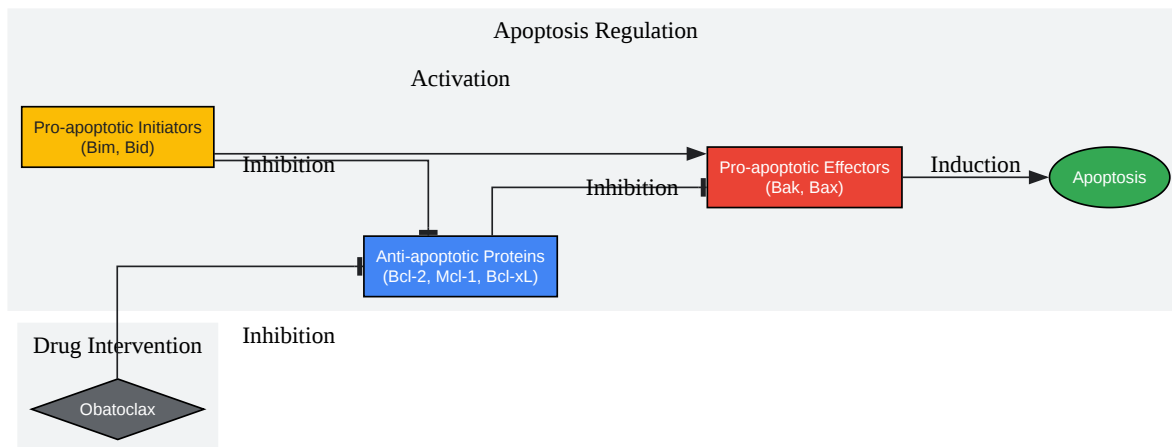 Apoptosis Regulation
Activation
Pro-apoptotic Initiators
(Bim, Bid)
Inhibition
Inhibition
Pro-apoptotic Effectors
(Bak, Bax)
Induction
Apoptosis
Anti-apoptotic Proteins
(Bcl-2, Mcl-1, Bcl-xL)
Inhibition
Drug Intervention
Obatoclax